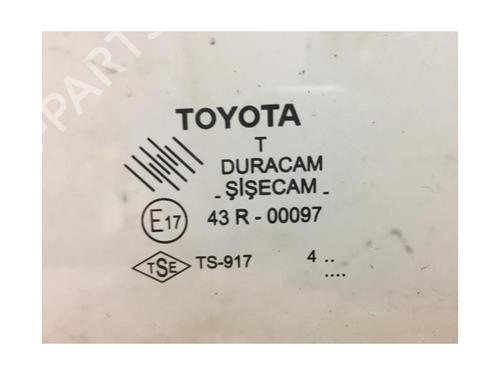 TOYOTA
T
DURACAM
- ŞİŞECAM -
E17 43 R - 00097
TSE TS-917 4 ..
....